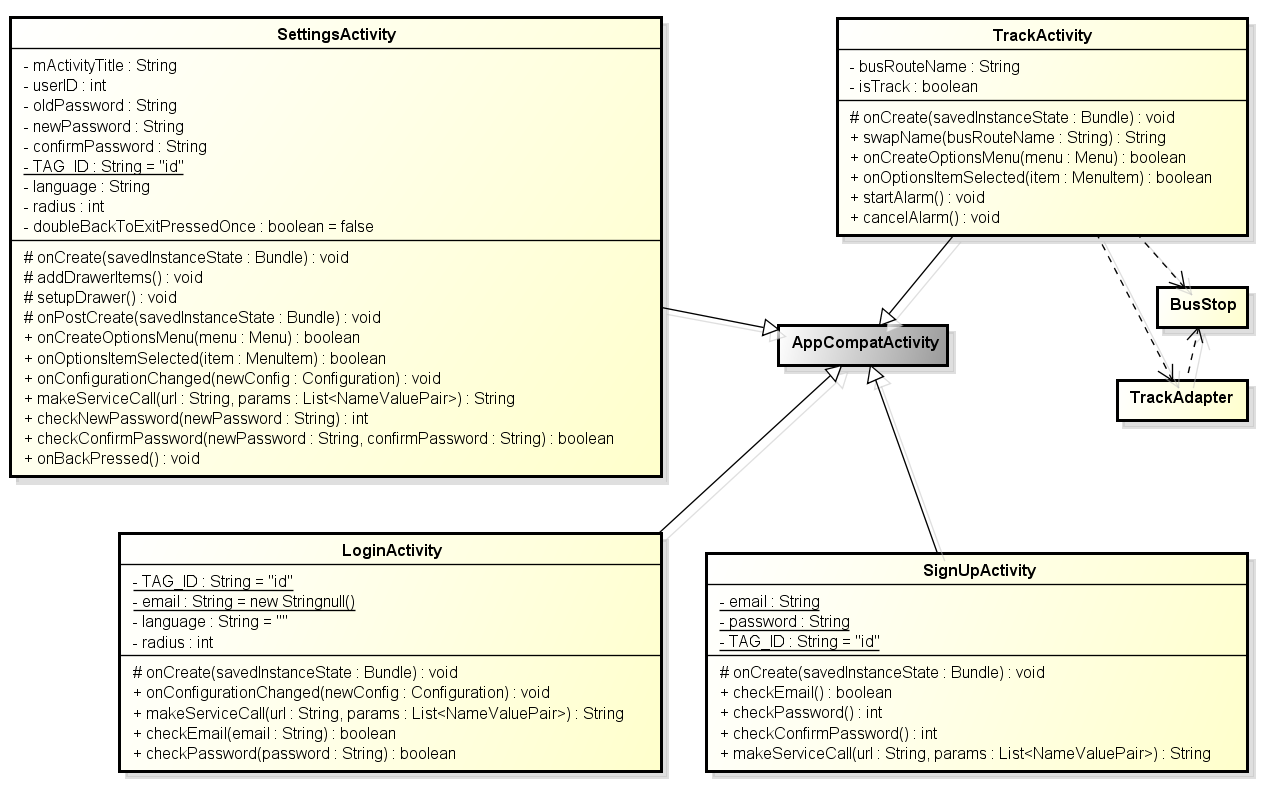 SettingsActivity
- mActivityTitle : String
- userID : int
- oldPassword : String
- newPassword : String
- confirmPassword : String
- TAG_ID : String = "id"
- language : String
- radius : int
- doubleBackToExitPressedOnce : boolean = false
# onCreate(savedInstanceState : Bundle) : void
# addDrawerItems() : void
# setupDrawer() : void
# onPostCreate(savedInstanceState : Bundle) : void
+ onCreateOptionsMenu(menu : Menu) : boolean
+ onOptionsItemSelected(item : MenuItem) : boolean
+ onConfigurationChanged(newConfig : Configuration) : void
+ makeServiceCall(url : String, params : List<NameValuePair>) : String
+ checkNewPassword(newPassword : String) : int
+ checkConfirmPassword(newPassword : String, confirmPassword : String) : boolean
+ onBackPressed() : void
TrackActivity
- busRouteName : String
- isTrack : boolean
# onCreate(savedInstanceState : Bundle) : void
+ swapName(busRouteName : String) : String
+ onCreateOptionsMenu(menu : Menu) : boolean
+ onOptionsItemSelected(item : MenuItem) : boolean
+ startAlarm() : void
+ cancelAlarm() : void
BusStop
AppCompatActivity
TrackAdapter
LoginActivity
- TAG_ID : String = "id"
- email : String = new Stringnull()
- language : String = ""
- radius : int
# onCreate(savedInstanceState : Bundle) : void
+ onConfigurationChanged(newConfig : Configuration) : void
+ makeServiceCall(url : String, params : List<NameValuePair>) : String
+ checkEmail(email : String) : boolean
+ checkPassword(password : String) : boolean
SignUpActivity
- email : String
- password : String
- TAG_ID : String = "id"
# onCreate(savedInstanceState : Bundle) : void
+ checkEmail() : boolean
+ checkPassword() : int
+ checkConfirmPassword() : int
+ makeServiceCall(url : String, params : List<NameValuePair>) : String